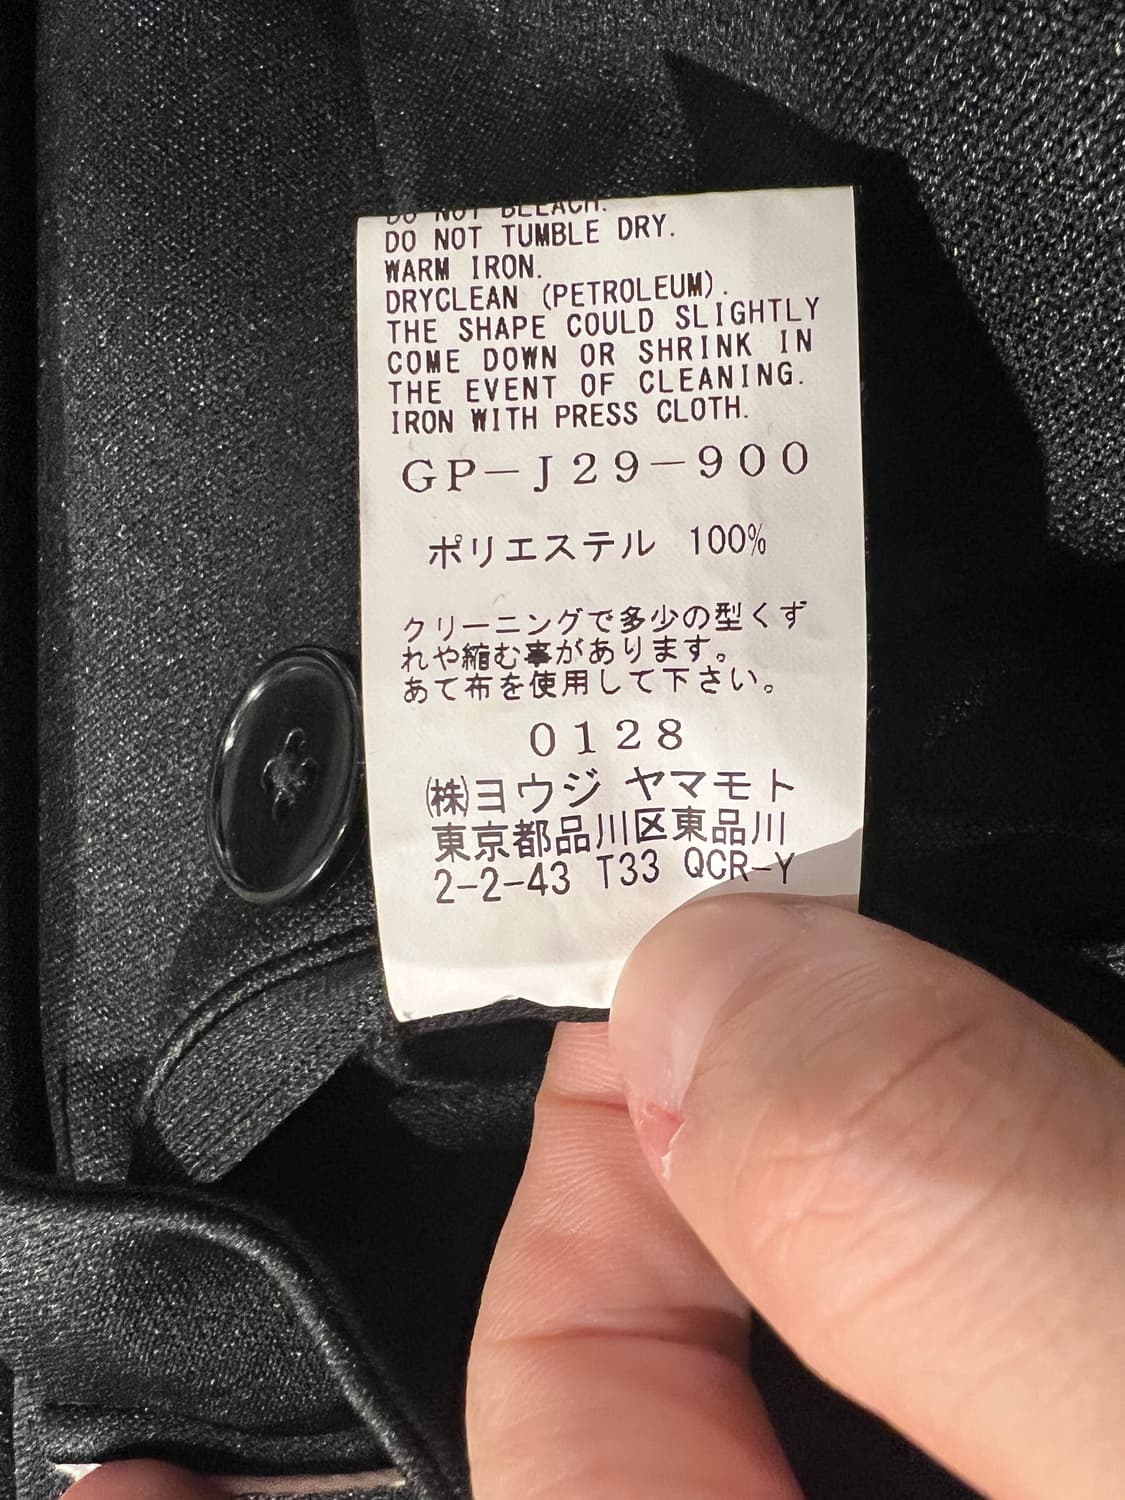 DO NOT BLEACH.
DO NOT TUMBLE DRY.
WARM IRON.
DRYCLEAN (PETROLEUM).
THE SHAPE COULD SLIGHTLY
COME DOWN OR SHRINK IN
THE EVENT OF CLEANING.
IRON WITH PRESS CLOTH.
GP-J29-900
ポリエステル 100%
クリーニングで多少の型くず
れや縮む事があります。
あて布を使用して下さい。
0128
㈱ヨウジ ヤマモト
東京都品川区東品川
2-2-43 T33 QCR-Y